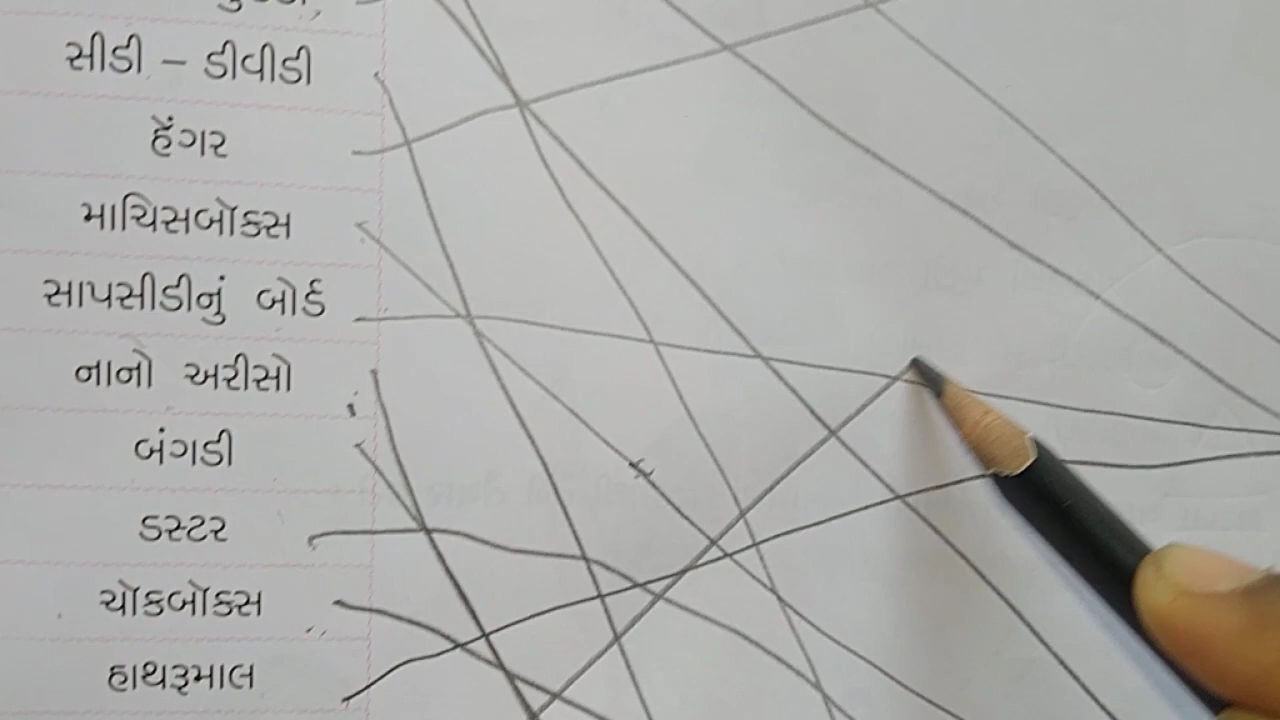 સીડી – ડીવીડી
હેંગર
માચિસબૉક્સ
સાપસીડીનું બોર્ડ
નાનો અરીસો
બંગડી
ડસ્ટર
ચૉકબૉક્સ
હાથરૂમાલ